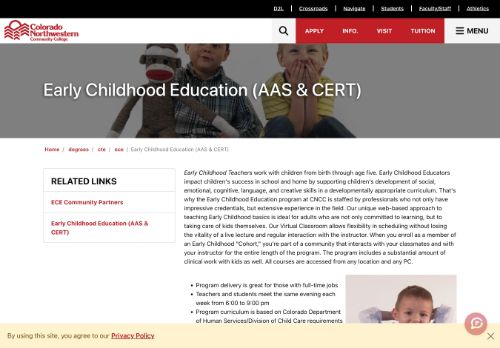 D2L | Crossroads | Navigate | Students | Faculty/Staff | Athletics
Colorado
Northwestern
Community College
APPLY INFO. VISIT TUITION MENU
Early Childhood Education (AAS & CERT)
Home / degrees / cte / ece / Early Childhood Education (AAS & CERT)
RELATED LINKS
ECE Community Partners
Early Childhood Education (AAS &
CERT)
Early Childhood Teachers work with children from birth through age five. Early Childhood Educators
impact children's success in school and home by supporting children's development of social,
emotional, cognitive, language, and creative skills in a developmentally appropriate curriculum. That's
why the Early Childhood Education program at CNCC is staffed by professionals who not only have
impressive credentials, but extensive experience in the field. Our unique web-based approach to
teaching Early Childhood basics is ideal for adults who are not only committed to learning, but to
taking care of kids themselves. Our Virtual Classroom allows flexibility in scheduling without losing
the vitality of a live lecture and regular interaction with the instructor. When you enroll as a member of
an Early Childhood "Cohort," you're part of a community that interacts with your classmates and with
your instructor for the entire length of the program. The program includes a substantial amount of
clinical work with kids as well. All courses are accessed from any location and any PC.
• Program delivery is great for those with full-time jobs
• Teachers and students meet the same evening each
week from 6:00 to 9:00 pm
• Program curriculum is based on Colorado Department
of Human Services/Division of Child Care requirements
By using this site, you agree to our Privacy Policy